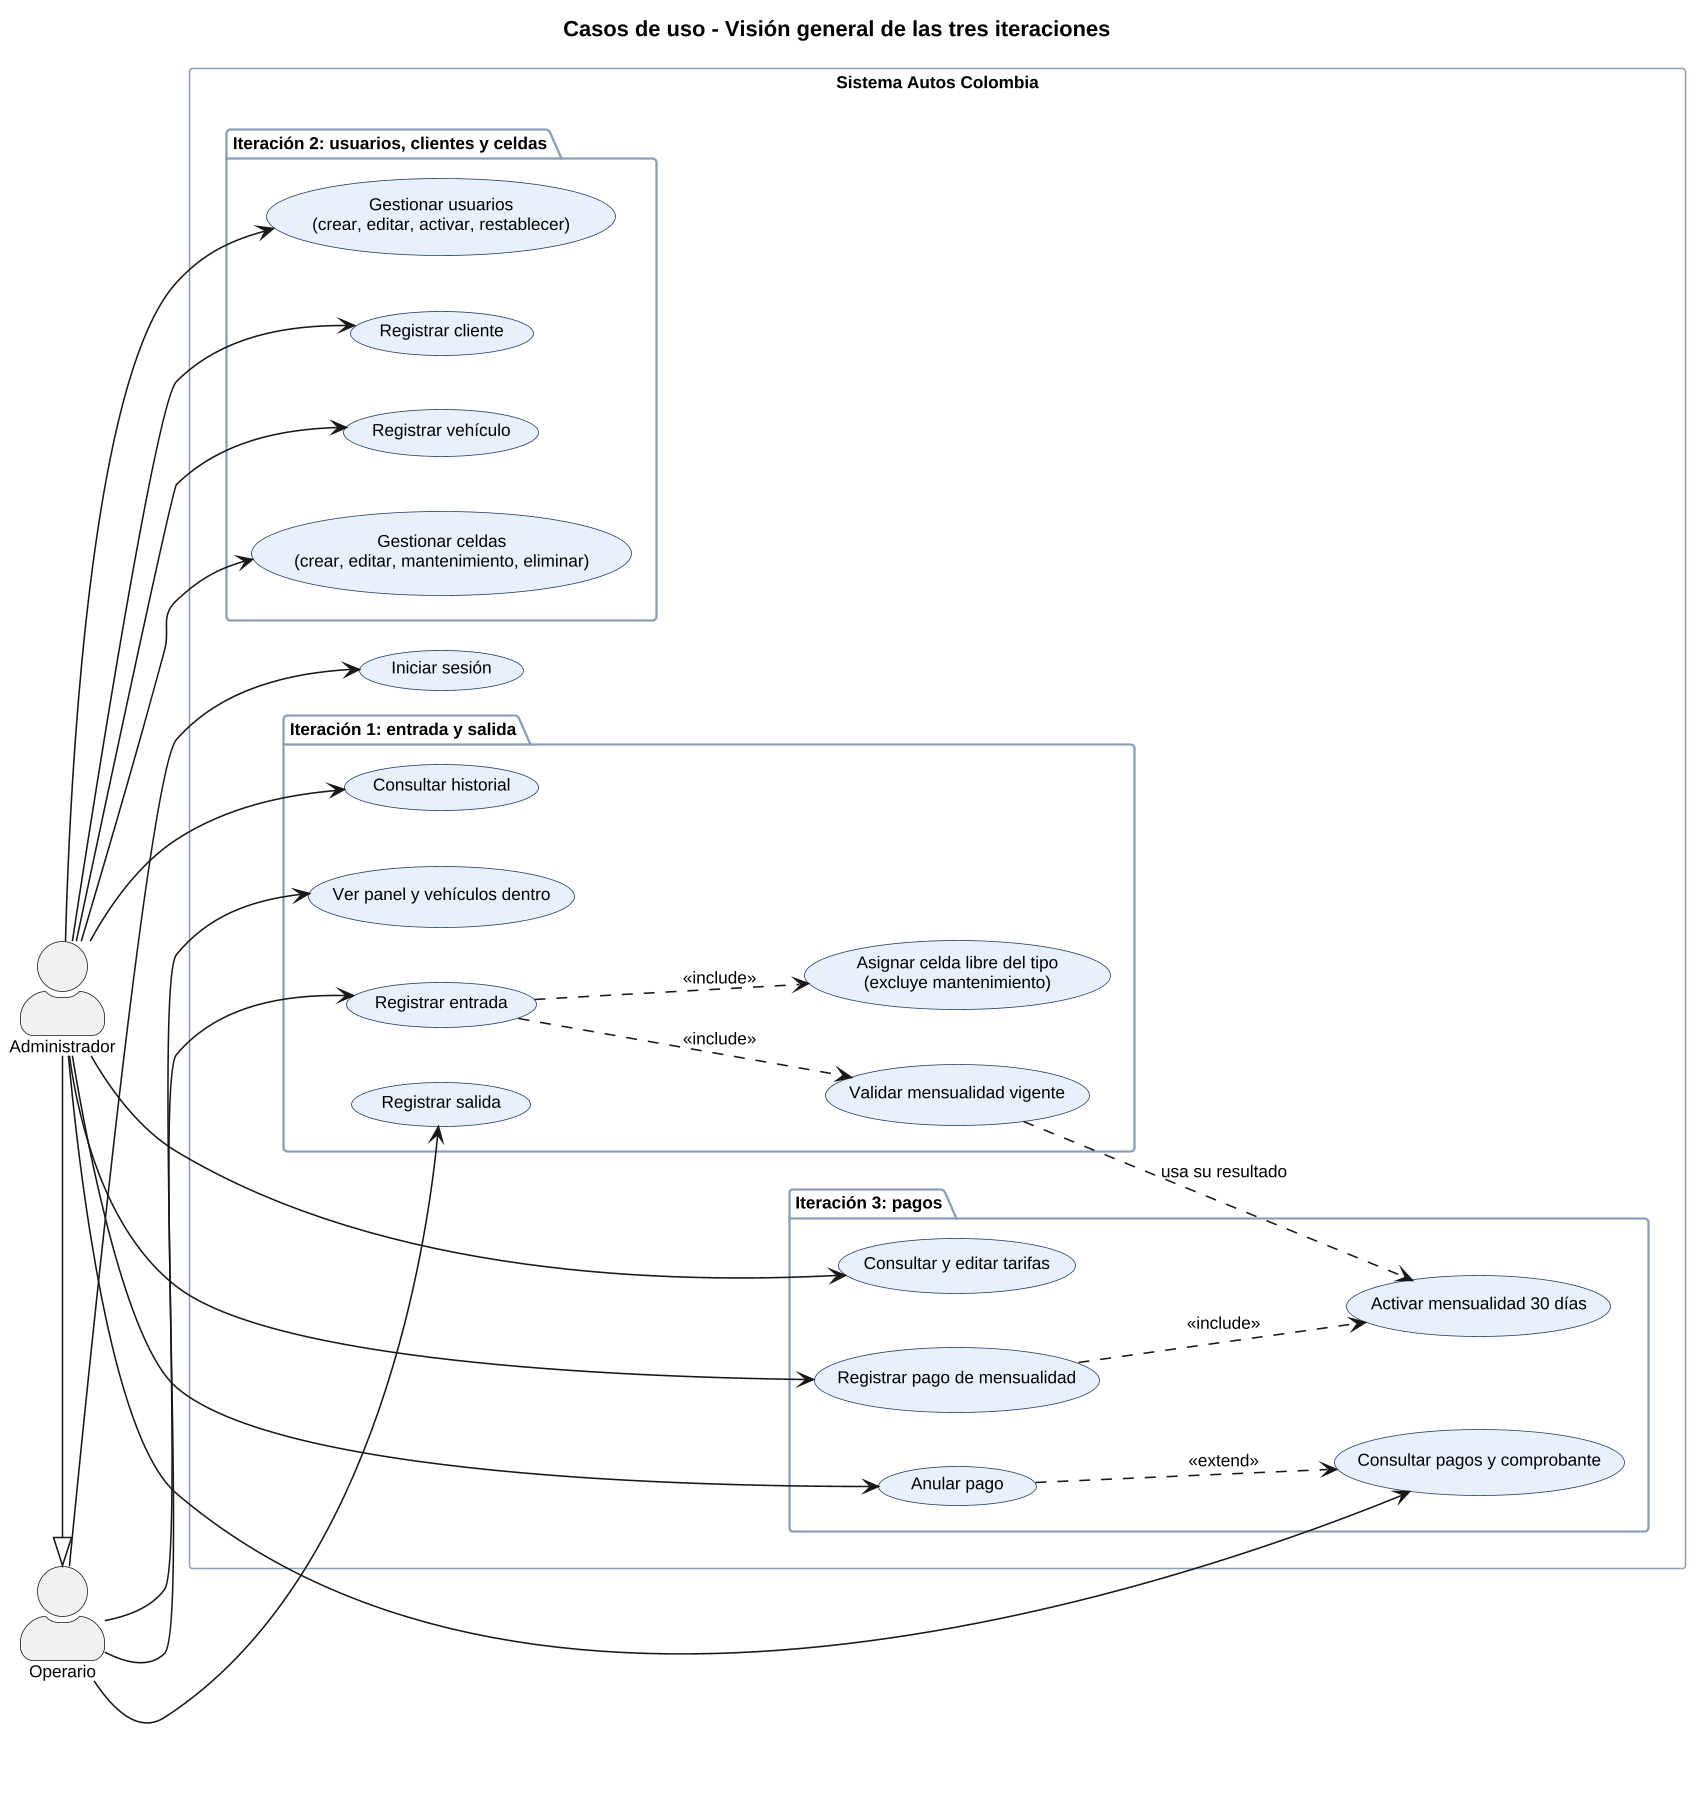 Casos de uso - Visión general de las tres iteraciones
Sistema Autos Colombia
Iteración 2: usuarios, clientes y celdas
Gestionar usuarios
(crear, editar, activar, restablecer)
Registrar cliente
Registrar vehículo
Gestionar celdas
(crear, editar, mantenimiento, eliminar)
Iniciar sesión
Iteración 1: entrada y salida
Consultar historial
Ver panel y vehículos dentro
Registrar entrada
«include»
Asignar celda libre del tipo
(excluye mantenimiento)
«include»
Validar mensualidad vigente
Registrar salida
Administrador
usa su resultado
Iteración 3: pagos
Consultar y editar tarifas
Activar mensualidad 30 días
«include»
Registrar pago de mensualidad
Anular pago
«extend»
Consultar pagos y comprobante
Operario